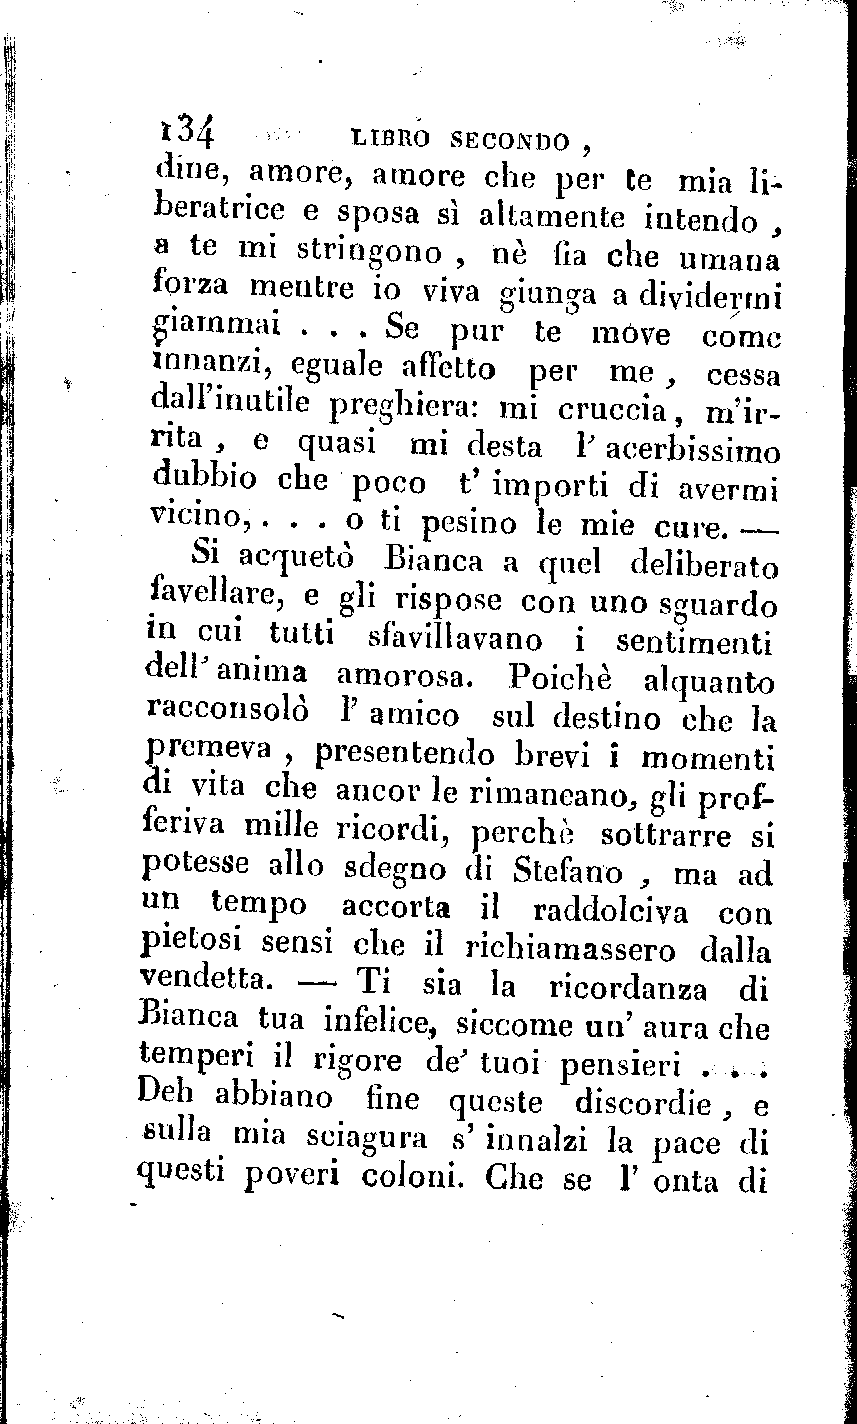 134 LIBRO SECONDO ,
dine, amore, amore che per te mia li-
beratrice e sposa sì altamente intendo ,
a te mi stringono , nè fia che umana
forza mentre io viva giunga a dividermi
giammai . . . Se pur te move come
innanzi, eguale affetto per me , cessa
dall'inutile preghiera: mi cruccia, m'ir-
rita , e quasi mi desta l' acerbissimo
dubbio che poco t' importi di avermi
vicino, . . . o ti pesino le mie cure. —
Si acquetò Bianca a quel deliberato
favellare, e gli rispose con uno sguardo
in cui tutti sfavillavano i sentimenti
dell' anima amorosa. Poichè alquanto
racconsolò l' amico sul destino che la
premeva , presentendo brevi i momenti
di vita che ancor le rimaneano, gli prof-
feriva mille ricordi, perchè sottrarre si
potesse allo sdegno di Stefano , ma ad
un tempo accorta il raddolciva con
pietosi sensi che il richiamassero dalla
vendetta. — Ti sia la ricordanza di
Bianca tua infelice, siccome un' aura che
temperi il rigore de' tuoi pensieri . . .
Deh abbiano fine queste discordie , e
sulla mia sciagura s' innalzi la pace di
questi poveri coloni. Che se l' onta di